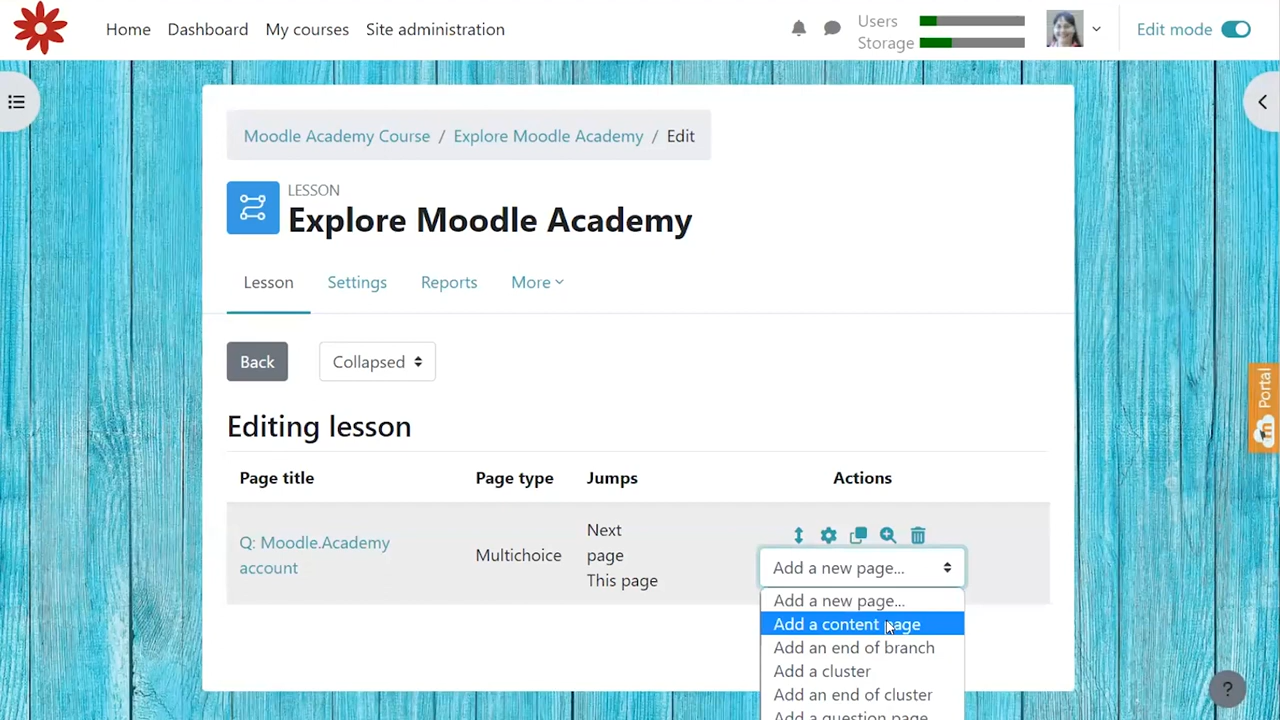 Home Dashboard My courses Site administration
Users
Storage
Edit mode
Moodle Academy Course / Explore Moodle Academy / Edit
LESSON
Explore Moodle Academy
Lesson Settings Reports More
Back Collapsed
Portal
Editing lesson
Page title Page type Jumps Actions
Q: Moodle.Academy account
Multichoice
Next page
This page
Add a new page...
Add a new page...
Add a content page
Add an end of branch
Add a cluster
Add an end of cluster
Add a question page
?